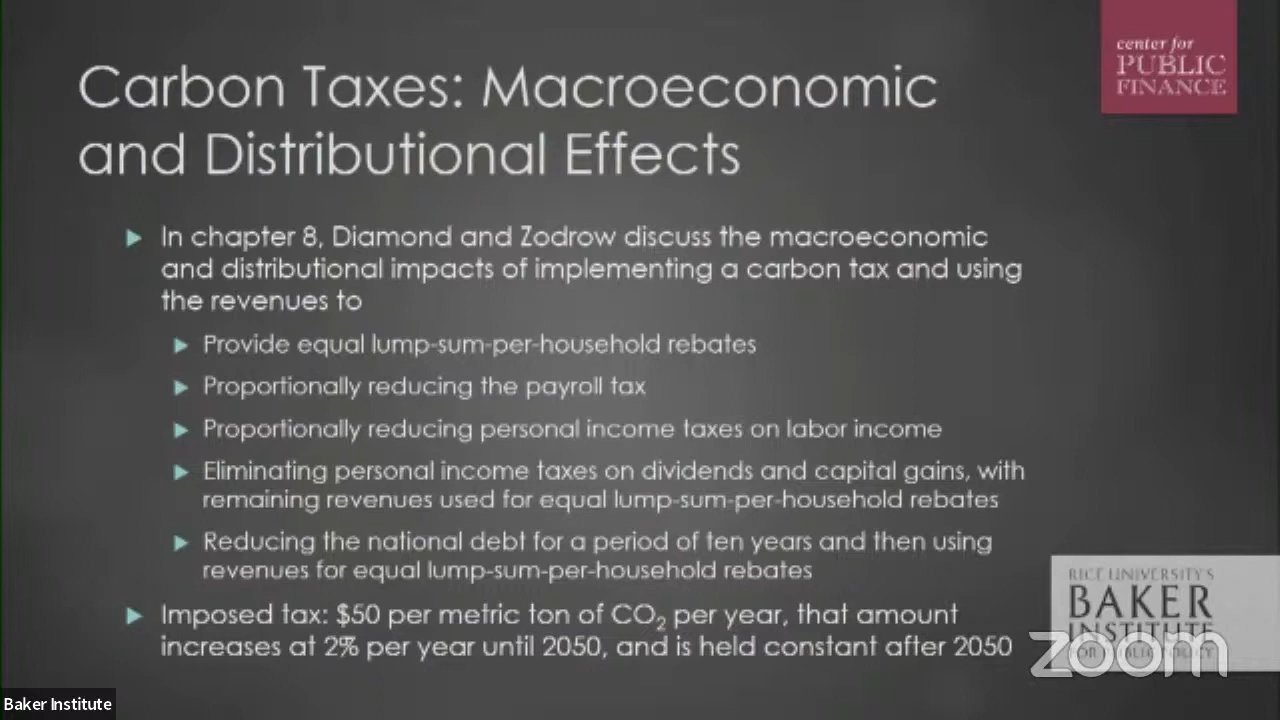 center for
PUBLIC
FINANCE
Carbon Taxes: Macroeconomic
and Distributional Effects
In chapter 8, Diamond and Zodrow discuss the macroeconomic
and distributional impacts of implementing a carbon tax and using
the revenues to
Provide equal lump-sum-per-household rebates
Proportionally reducing the payroll tax
Proportionally reducing personal income taxes on labor income
Eliminating personal income taxes on dividends and capital gains, with
remaining revenues used for equal lump-sum-per-household rebates
Reducing the national debt for a period of ten years and then using
revenues for equal lump-sum-per-household rebates
Imposed tax: $50 per metric ton of CO₂ per year, that amount
increases at 2% per year until 2050, and is held constant after 2050
RICE UNIVERSITY'S
BAKER
INSTITUTE
FOR PUBLIC POLICY
zoom
Baker Institute